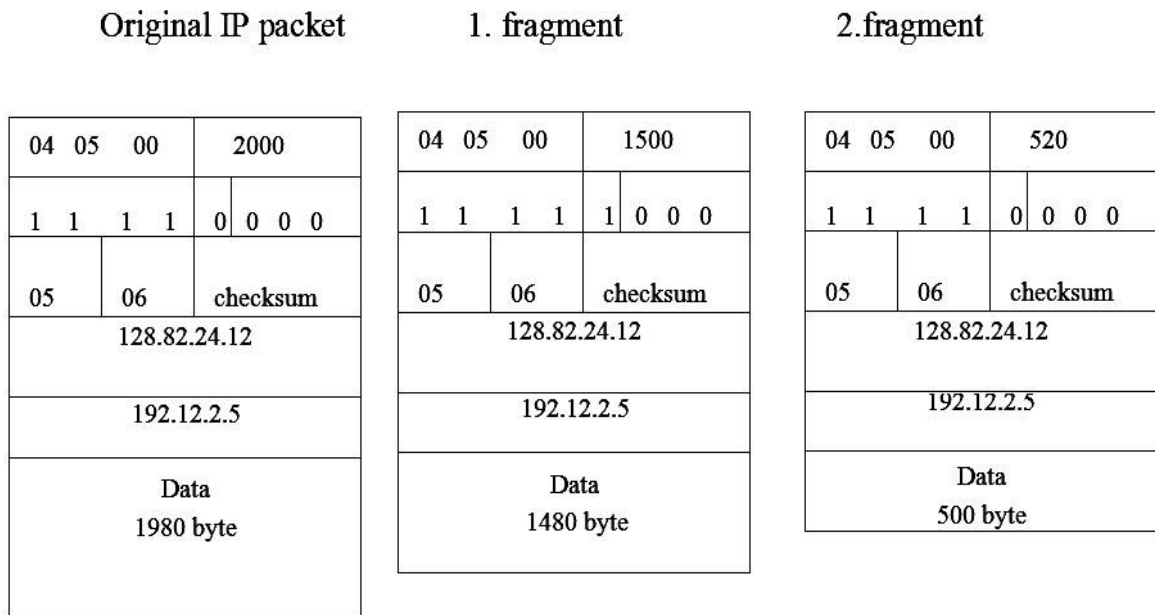 Original IP packet
04 05 00 2000
1 1 1 1 0 0 0 0
05 06 checksum
128.82.24.12
192.12.2.5
Data
1980 byte
1. fragment
04 05 00 1500
1 1 1 1 1 0 0 0
05 06 checksum
128.82.24.12
192.12.2.5
Data
1480 byte
2.fragment
04 05 00 520
1 1 1 1 0 0 0 0
05 06 checksum
128.82.24.12
192.12.2.5
Data
500 byte